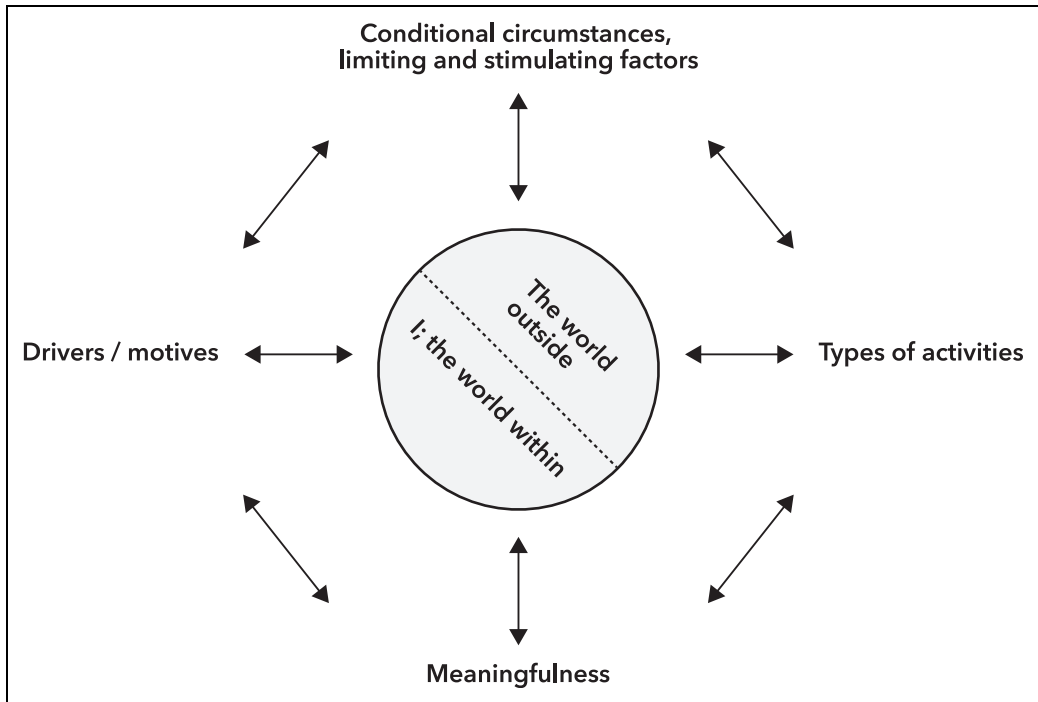 Conditional circumstances,
limiting and stimulating factors
The world
outside
I; the world within
Drivers / motives
Types of activities
Meaningfulness